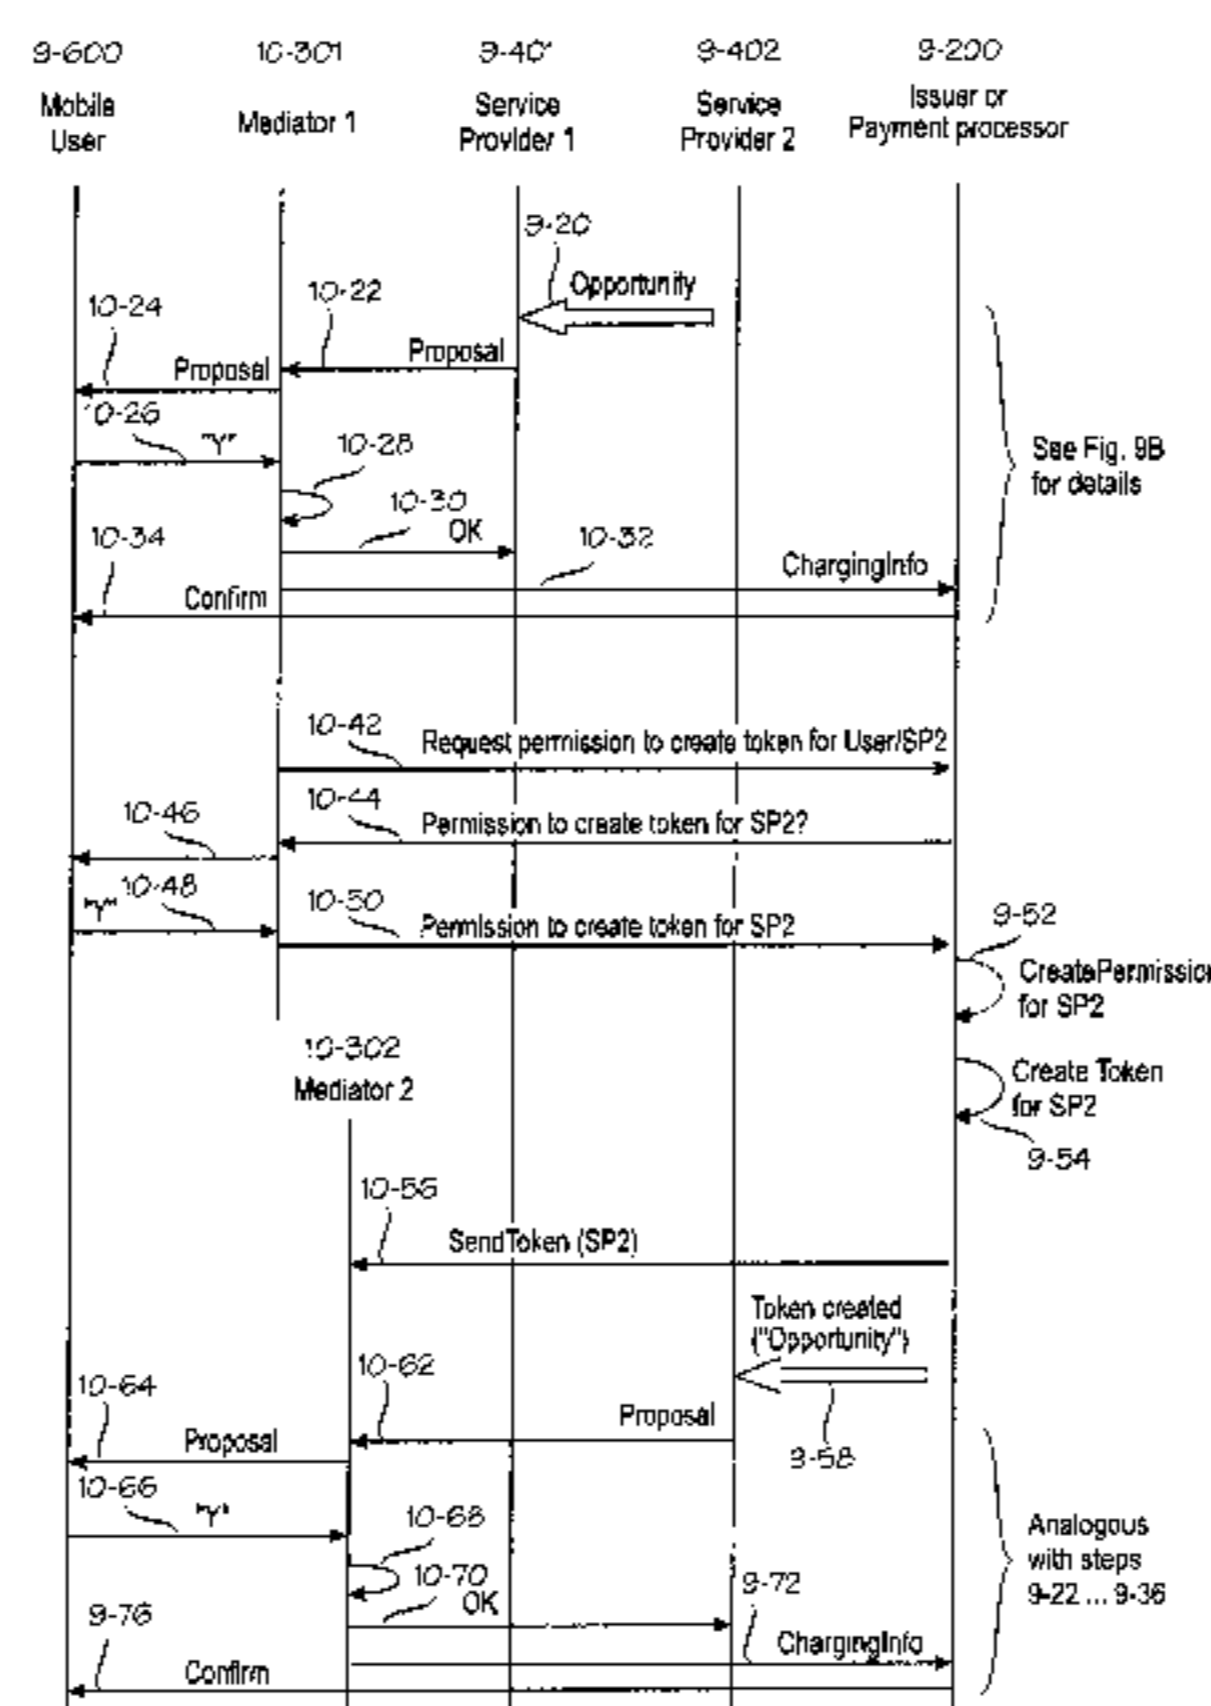 9-600
10-301
9-401
9-402
9-200
Mobile
User
Mediator 1
Service
Provider 1
Service
Provider 2
Issuer or
Payment processor
9-20
Opportunity
10-22
10-24
Proposal
Proposal
10-26
"Y"
10-28
See Fig. 9B
for details
10-30
OK
10-32
10-34
ChargingInfo
Confirm
10-42
Request permission to create token for User/SP2
10-44
10-46
Permission to create token for SP2?
10-48
"Y"
10-50
Permission to create token for SP2
9-52
CreatePermission
for SP2
10-302
Mediator 2
Create Token
for SP2
9-54
10-56
SendToken (SP2)
Token created
("Opportunity")
10-62
10-64
Proposal
Proposal
9-58
10-66
"Y"
10-68
Analogous
with steps
9-22 ... 9-36
10-70
OK
9-72
9-76
ChargingInfo
Confirm